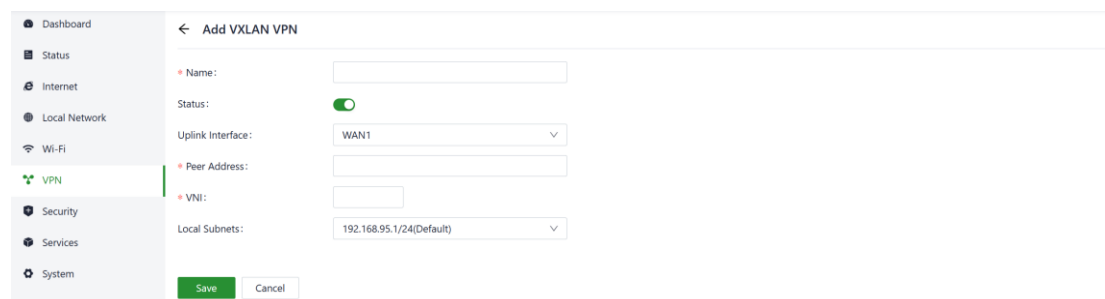 Dashboard
Status
Internet
Local Network
Wi-Fi
VPN
Security
Services
System
← Add VXLAN VPN
* Name:
Status:
Uplink Interface: WAN1
* Peer Address:
* VNI:
Local Subnets: 192.168.95.1/24(Default)
Save Cancel